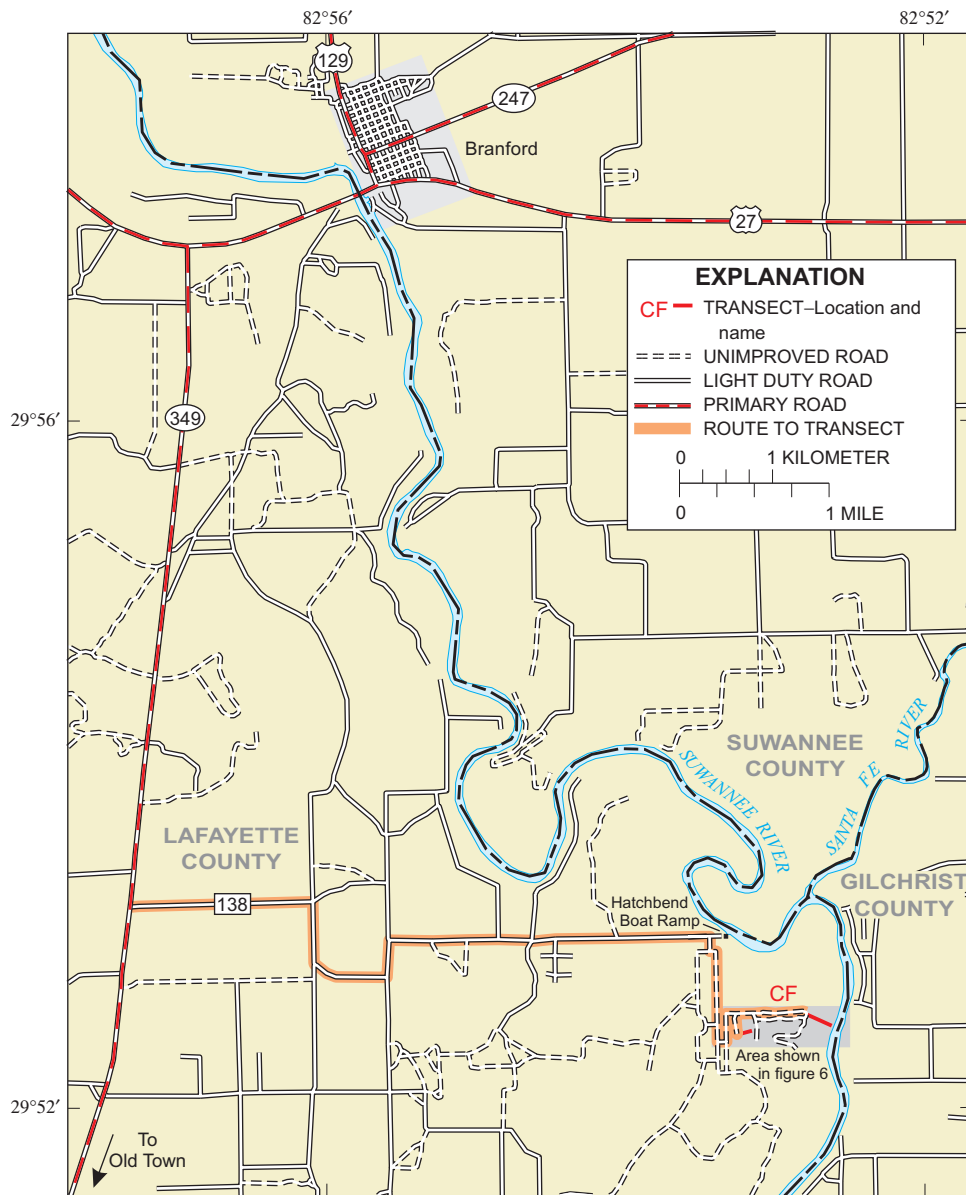 82°56′
82°52′
129
247
Branford
27
EXPLANATION
CF TRANSECT–Location and
name
UNIMPROVED ROAD
LIGHT DUTY ROAD
PRIMARY ROAD
ROUTE TO TRANSECT
0 1 KILOMETER
0 1 MILE
29°56′
349
SUWANNEE
COUNTY
SUWANNEE RIVER
SANTA FE RIVER
LAFAYETTE
COUNTY
GILCHRIST
COUNTY
138
Hatchbend
Boat Ramp
CF
Area shown
in figure 6
29°52′
To
Old Town